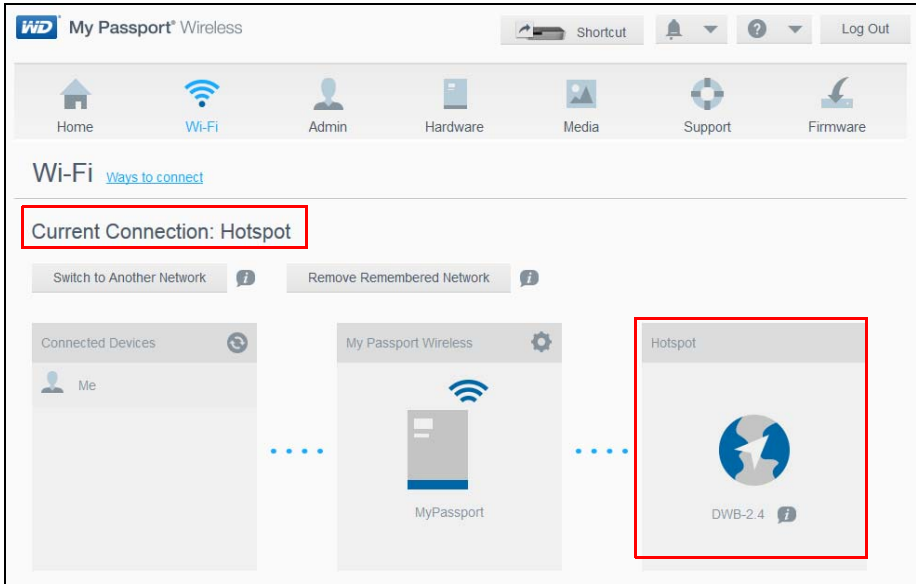 WD My Passport® Wireless
Shortcut
?
Log Out
Home
Wi-Fi
Admin
Hardware
Media
Support
Firmware
Wi-Fi Ways to connect
Current Connection: Hotspot
Switch to Another Network i
Remove Remembered Network i
Connected Devices
My Passport Wireless
Hotspot
Me
MyPassport
DWB-2.4 i